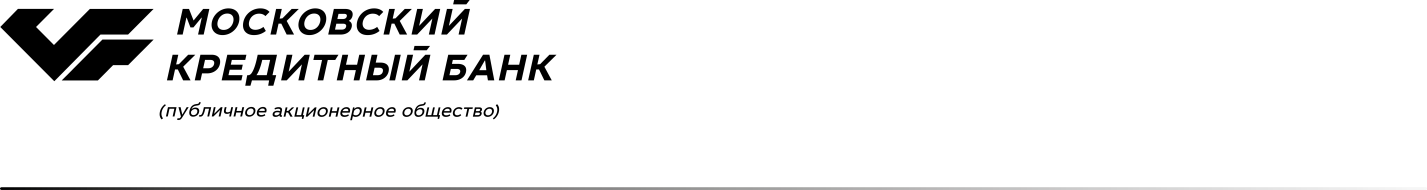 МОСКОВСКИЙ
КРЕДИТНЫЙ БАНК
(публичное акционерное общество)